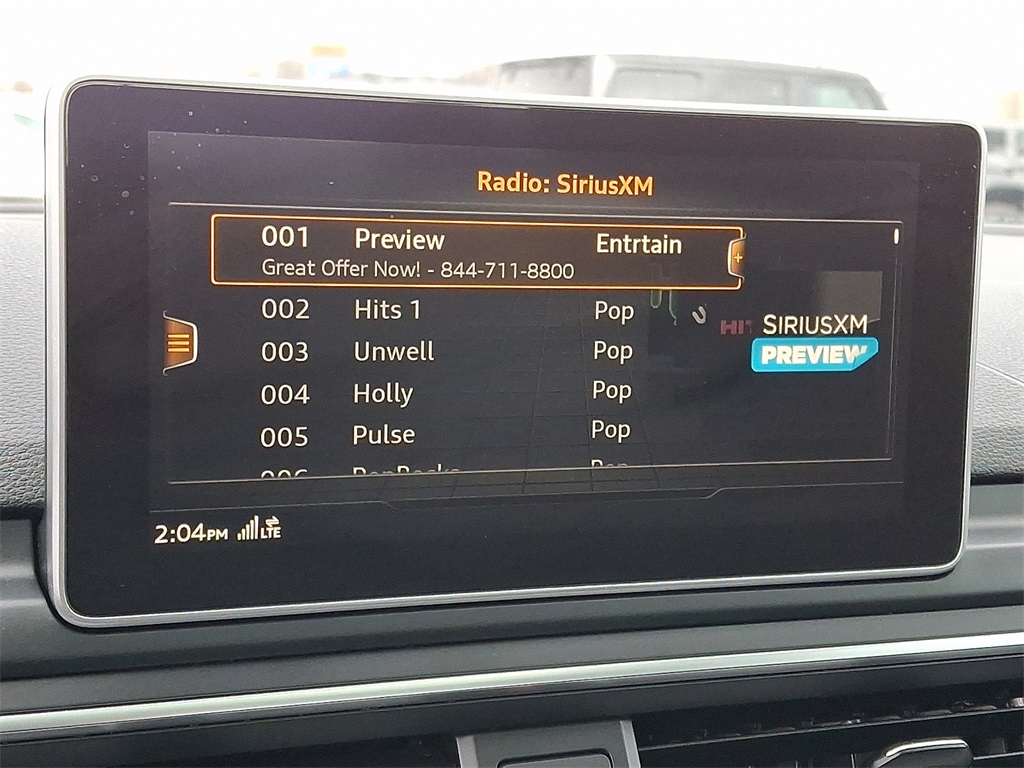 Radio: SiriusXM
001 Preview Entrtain
Great Offer Now! - 844-711-8800
002 Hits 1 Pop
003 Unwell Pop
004 Holly Pop
005 Pulse Pop
SIRIUSXM
PREVIEW
2:04PM LTE